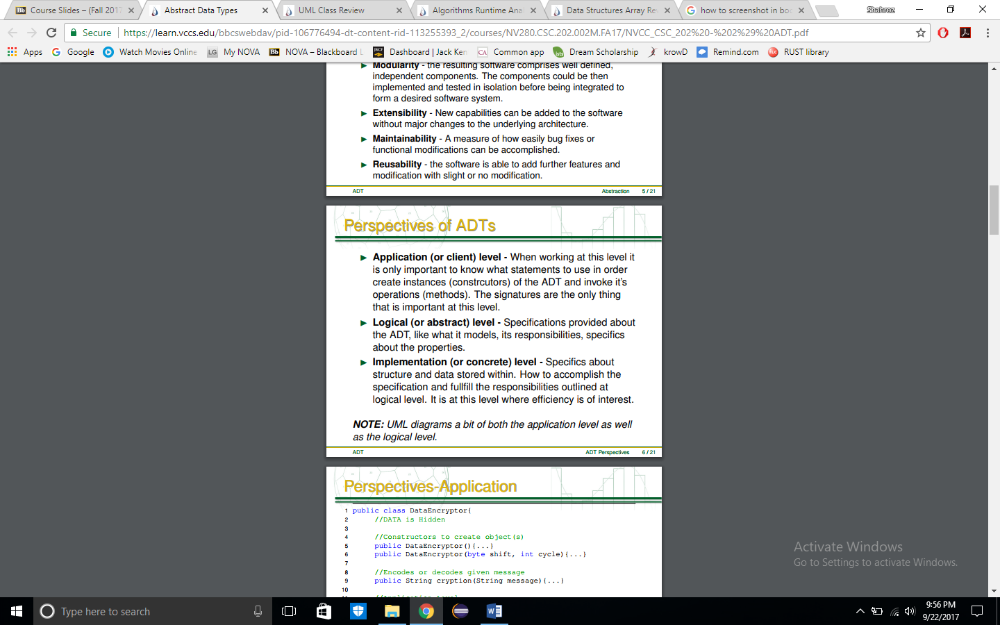 Course Slides – (Fall 2017
Abstract Data Types
UML Class Review
Algorithms Runtime Ana
Data Structures Array Re
how to screenshot in boo
Shahroz
Secure
https://learn.vccs.edu/bbcswebdav/pid-106776494-dt-content-rid-113255393_2/courses/NV280.CSC.202.002M.FA17/NVCC_CSC_202%20-%202%29%20ADT.pdf
Apps
Google
Watch Movies Online
LG My NOVA
Bb NOVA – Blackboard L
Dashboard | Jack Ken
CA Common app
Dream Scholarship
krowD
Remind.com
RUST library
Modularity - the resulting software comprises well defined,
independent components. The components could be then
implemented and tested in isolation before being integrated to
form a desired software system.
Extensibility - New capabilities can be added to the software
without major changes to the underlying architecture.
Maintainability - A measure of how easily bug fixes or
functional modifications can be accomplished.
Reusability - the software is able to add further features and
modification with slight or no modification.
ADT Abstraction 5 / 21
Perspectives of ADTs
Application (or client) level - When working at this level it
is only important to know what statements to use in order
create instances (constrcutors) of the ADT and invoke it's
operations (methods). The signatures are the only thing
that is important at this level.
Logical (or abstract) level - Specifications provided about
the ADT, like what it models, its responsibilities, specifics
about the properties.
Implementation (or concrete) level - Specifics about
structure and data stored within. How to accomplish the
specification and fullfill the responsibilities outlined at
logical level. It is at this level where efficiency is of interest.
NOTE: UML diagrams a bit of both the application level as well
as the logical level.
ADT ADT Perspectives 6 / 21
Perspectives-Application
1 public class DataEncryptor{
2 //DATA is Hidden
3
4 //Constructors to create object(s)
5 public DataEncryptor(){...}
6 public DataEncryptor(byte shift, int cycle){...}
7
8 //Encodes or decodes given message
9 public String cryption(String message){...}
10
Activate Windows
Go to Settings to activate Windows.
Type here to search
9:56 PM
9/22/2017